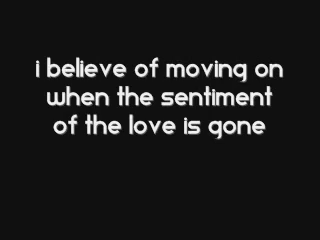 i believe of moving on
when the sentiment
of the love is gone